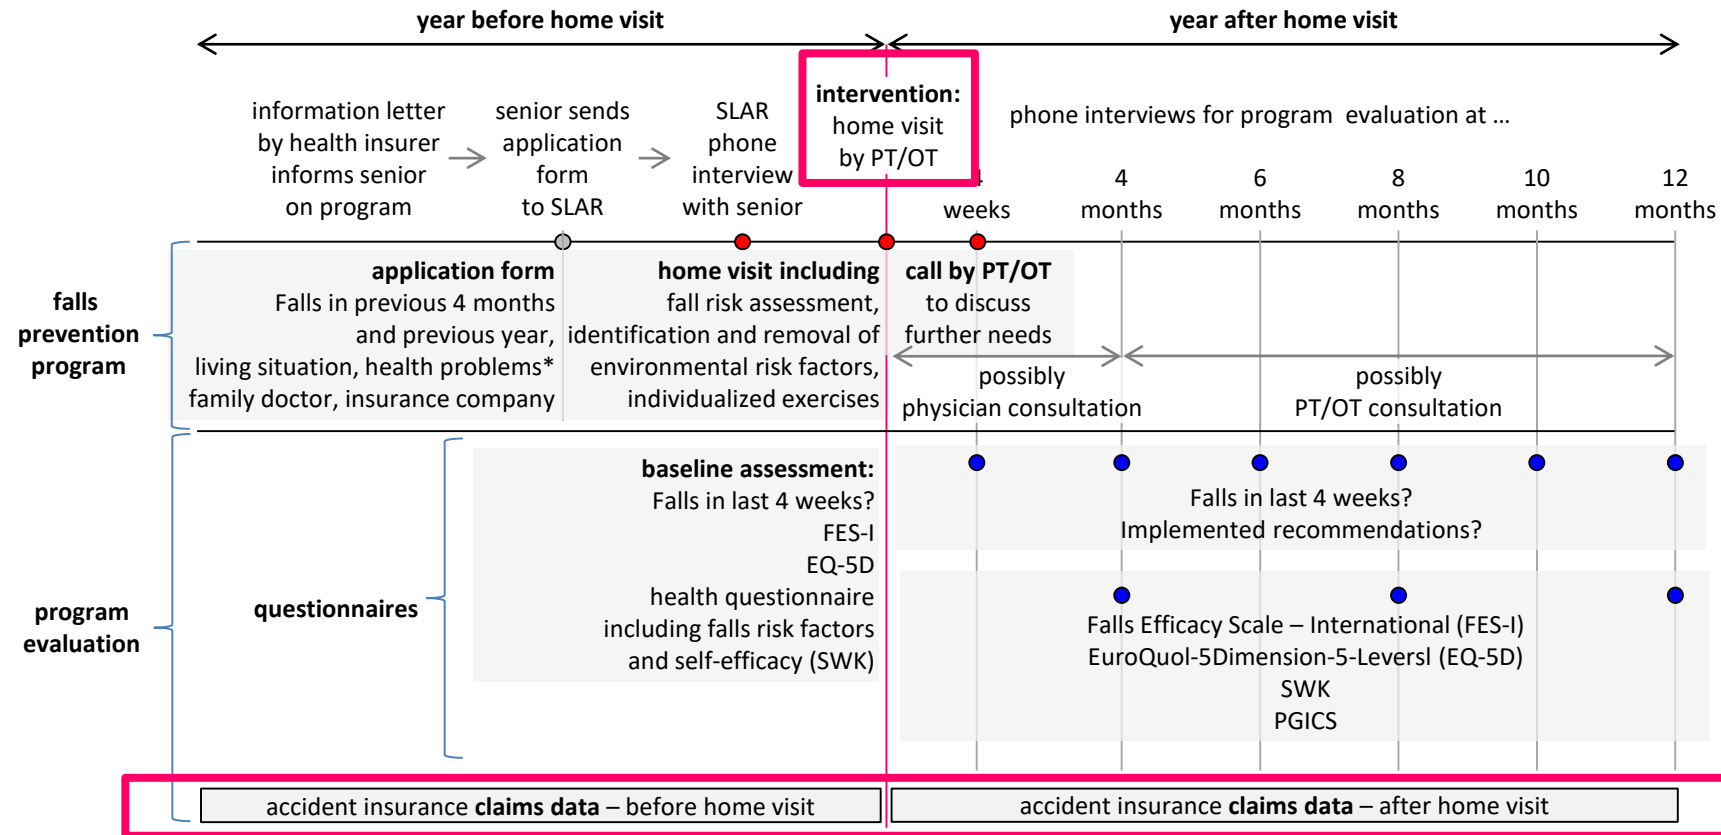 year before home visit
year after home visit
information letter
by health insurer
informs senior
on program
senior sends
application
form
to SLAR
SLAR
phone
interview
with senior
intervention:
home visit
by PT/OT
phone interviews for program evaluation at ...
weeks
4
months
6
months
8
months
10
months
12
months
falls
prevention
program
application form
Falls in previous 4 months
and previous year,
living situation, health problems*
family doctor, insurance company
home visit including
fall risk assessment,
identification and removal of
environmental risk factors,
individualized exercises
call by PT/OT
to discuss
further needs
possibly
physician consultation
possibly
PT/OT consultation
program
evaluation
questionnaires
baseline assessment:
Falls in last 4 weeks?
FES-I
EQ-5D
health questionnaire
including falls risk factors
and self-efficacy (SWK)
Falls in last 4 weeks?
Implemented recommendations?
Falls Efficacy Scale – International (FES-I)
EuroQuol-5Dimension-5-Leversl (EQ-5D)
SWK
PGICS
accident insurance claims data – before home visit
accident insurance claims data – after home visit